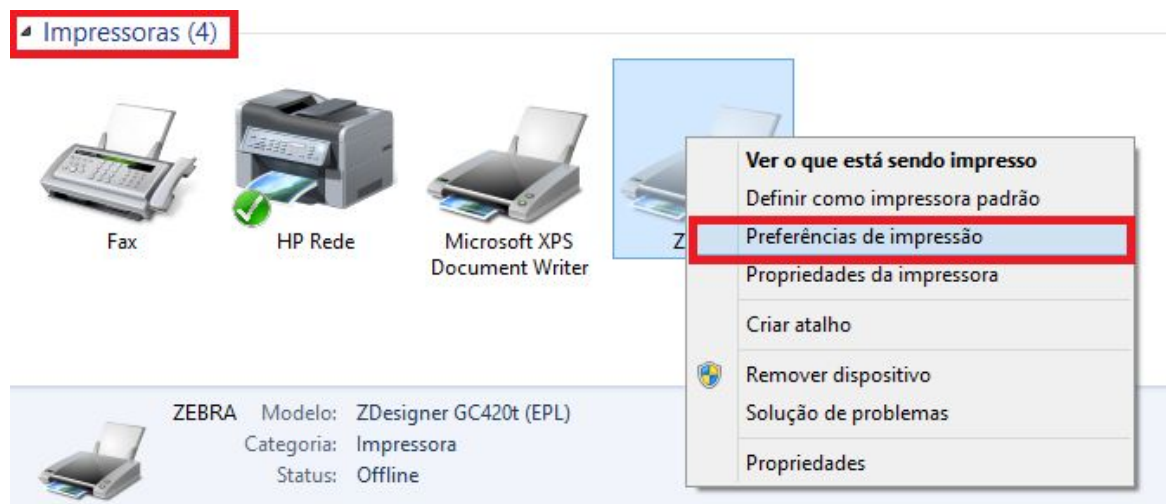 Impressoras (4)
Fax
HP Rede
Microsoft XPS
Document Writer
Z
Ver o que está sendo impresso
Definir como impressora padrão
Preferências de impressão
Propriedades da impressora
Criar atalho
Remover dispositivo
Solução de problemas
Propriedades
ZEBRA Modelo: ZDesigner GC420t (EPL)
Categoria: Impressora
Status: Offline